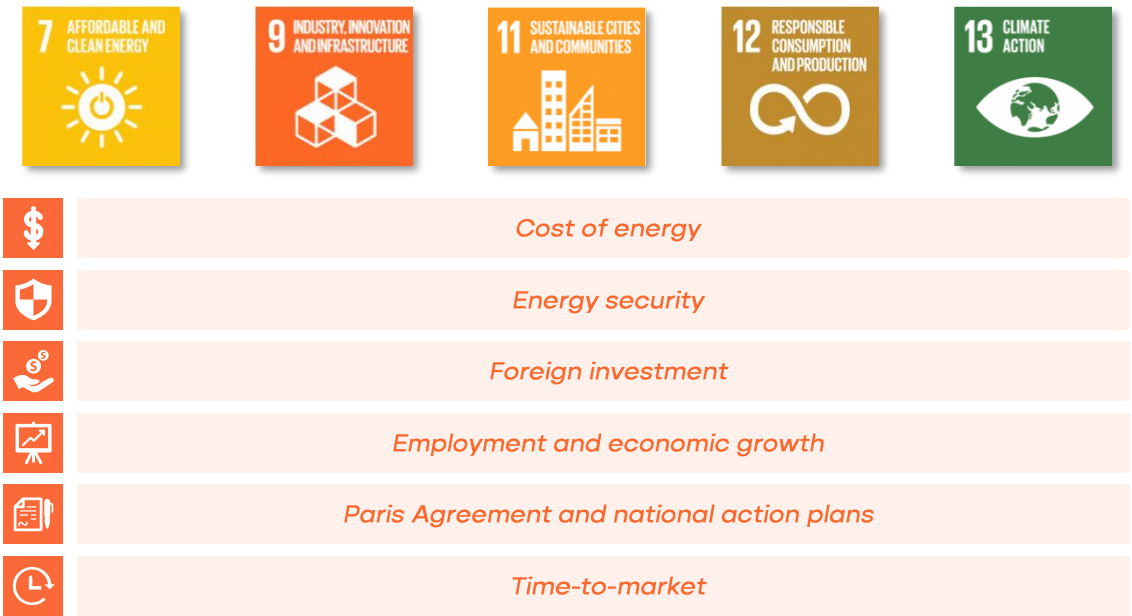 7 AFFORDABLE AND
CLEAN ENERGY
9 INDUSTRY, INNOVATION
AND INFRASTRUCTURE
11 SUSTAINABLE CITIES
AND COMMUNITIES
12 RESPONSIBLE
CONSUMPTION
AND PRODUCTION
13 CLIMATE
ACTION
$
Cost of energy
Energy security
$ $
Foreign investment
Employment and economic growth
Paris Agreement and national action plans
Time-to-market